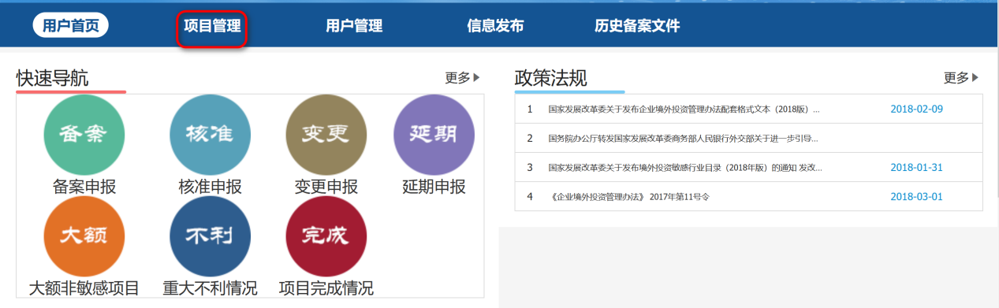 用户首页 项目管理 用户管理 信息发布 历史备案文件
快速导航 更多
备案 核准 变更 延期
备案申报 核准申报 变更申报 延期申报
大额 不利 完成
大额非敏感项目 重大不利情况 项目完成情况
政策法规 更多
1 国家发展改革委关于发布企业境外投资管理办法配套格式文本（2018版）... 2018-02-09
2 国务院办公厅转发国家发展改革委商务部人民银行外交部关于进一步引导...
3 国家发展改革委关于发布境外投资敏感行业目录（2018年版）的通知 发改... 2018-01-31
4 《企业境外投资管理办法》 2017年第11号令 2018-03-01